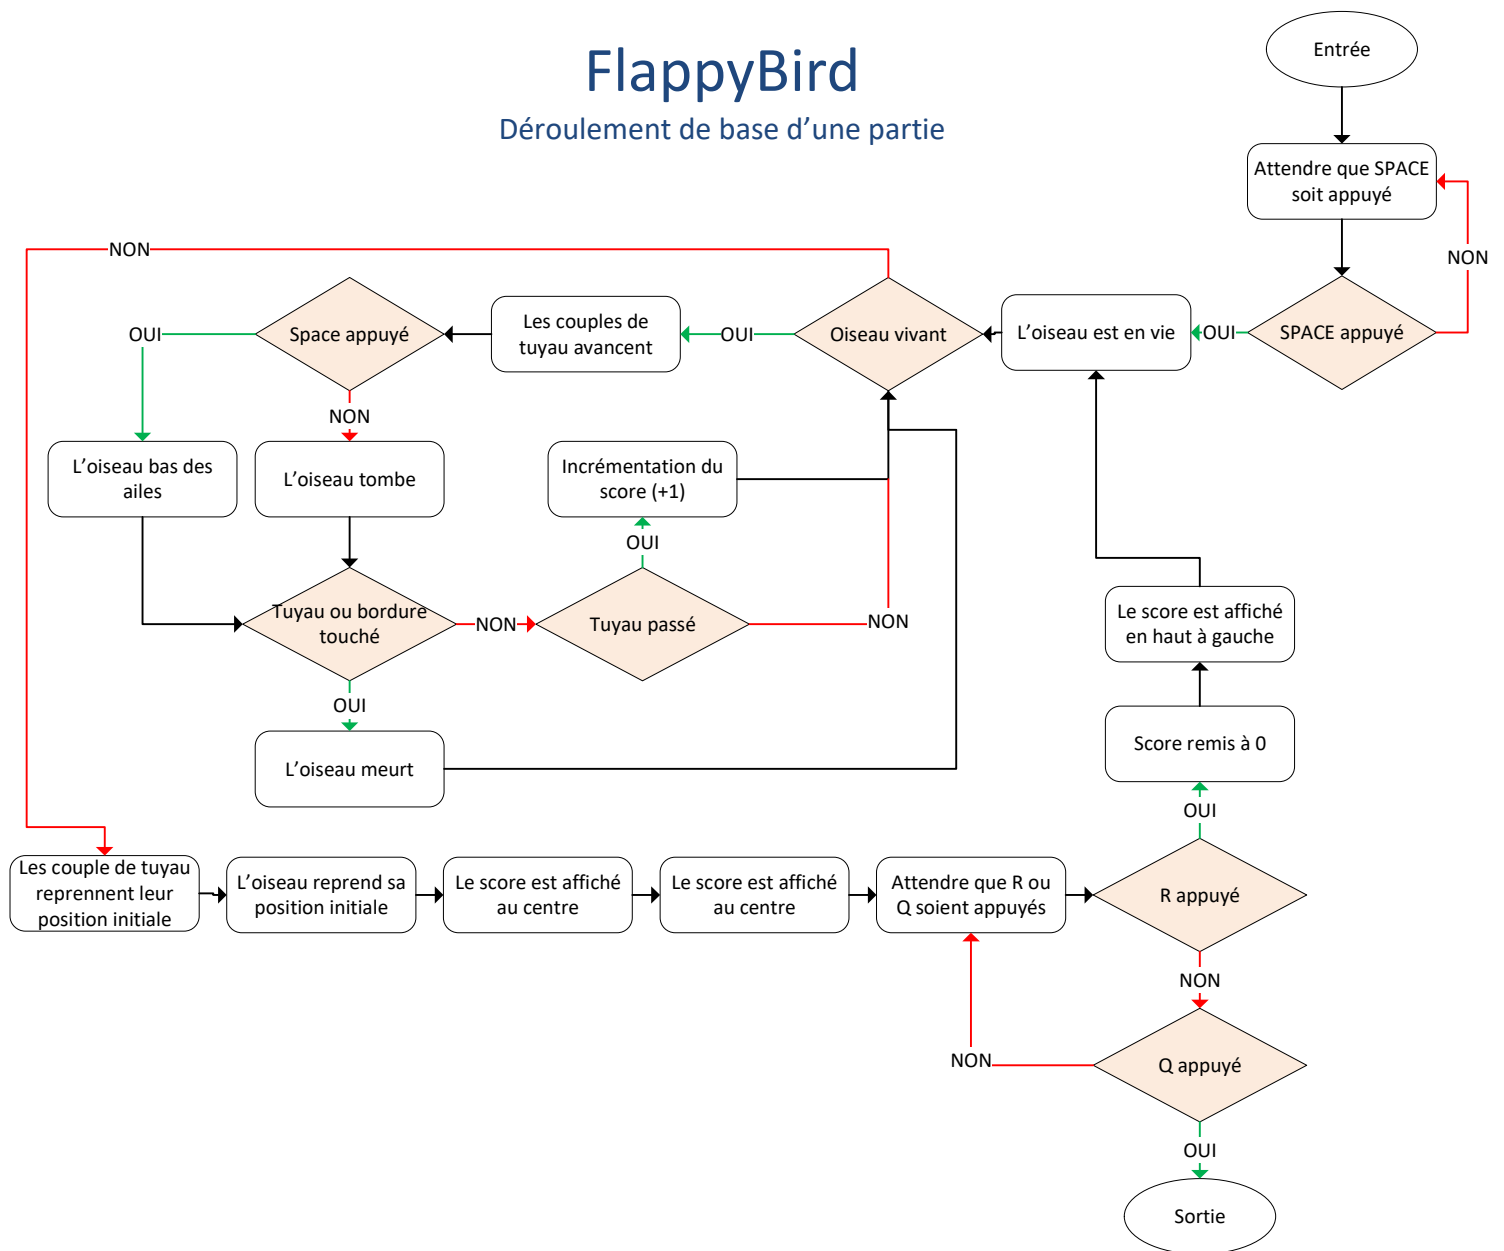 FlappyBird
Déroulement de base d’une partie
Entrée
Attendre que SPACE
soit appuyé
NON
SPACE appuyé
OUI
L’oiseau est en vie
Oiseau vivant
NON
OUI
Les couples de
tuyau avancent
Space appuyé
OUI
NON
L’oiseau bas des
ailes
L’oiseau tombe
Incrémentation du
score (+1)
OUI
Tuyau ou bordure
touché
NON
Tuyau passé
NON
OUI
L’oiseau meurt
Le score est affiché
en haut à gauche
Score remis à 0
OUI
Les couple de tuyau
reprennent leur
position initiale
L’oiseau reprend sa
position initiale
Le score est affiché
au centre
Le score est affiché
au centre
Attendre que R ou
Q soient appuyés
R appuyé
NON
Q appuyé
NON
OUI
Sortie